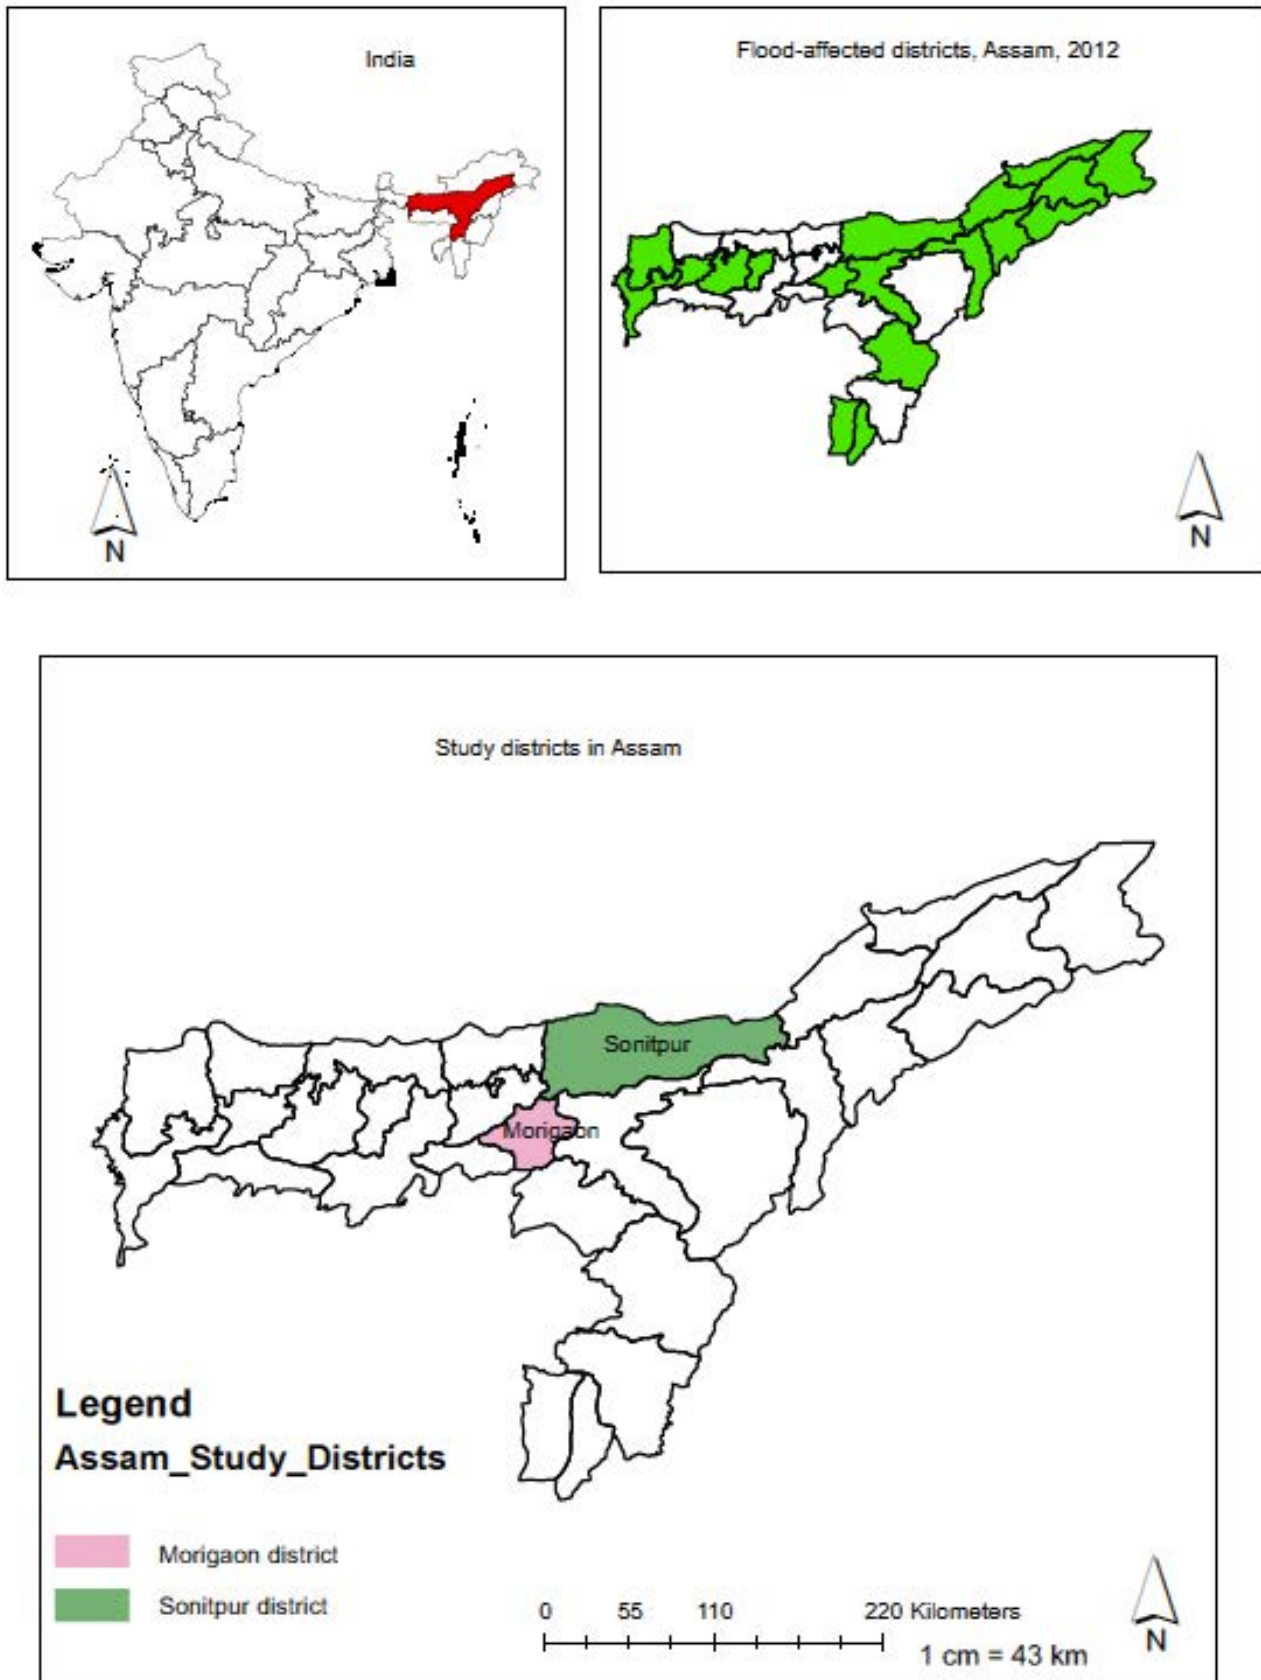 India
N
Flood-affected districts, Assam, 2012
N
Study districts in Assam
Sonitpur
Morigaon
Legend
Assam_Study_Districts
Morigaon district
Sonitpur district
0 55 110 220 Kilometers
1 cm = 43 km
N